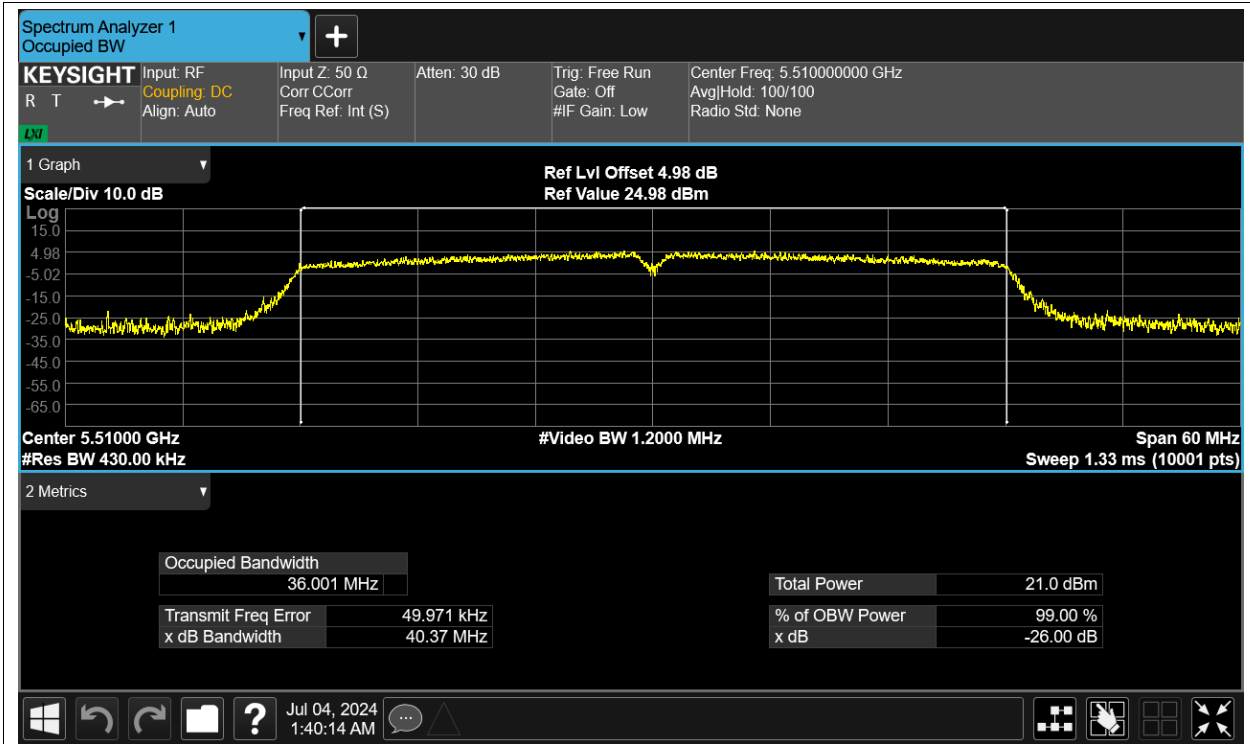 Spectrum Analyzer 1
Occupied BW
KEYSIGHT
R T
LXI
Input: RF
Coupling: DC
Align: Auto
Input Z: 50 Ω
Corr CCorr
Freq Ref: Int (S)
Atten: 30 dB
Trig: Free Run
Gate: Off
#IF Gain: Low
Center Freq: 5.510000000 GHz
Avg|Hold: 100/100
Radio Std: None
1 Graph
Scale/Div 10.0 dB
Ref Lvl Offset 4.98 dB
Ref Value 24.98 dBm
Log
15.0
4.98
-5.02
-15.0
-25.0
-35.0
-45.0
-55.0
-65.0
Center 5.51000 GHz
#Res BW 430.00 kHz
#Video BW 1.2000 MHz
Span 60 MHz
Sweep 1.33 ms (10001 pts)
2 Metrics
Occupied Bandwidth
36.001 MHz
Transmit Freq Error 49.971 kHz
x dB Bandwidth 40.37 MHz
Total Power 21.0 dBm
% of OBW Power 99.00 %
x dB -26.00 dB
?
Jul 04, 2024
1:40:14 AM